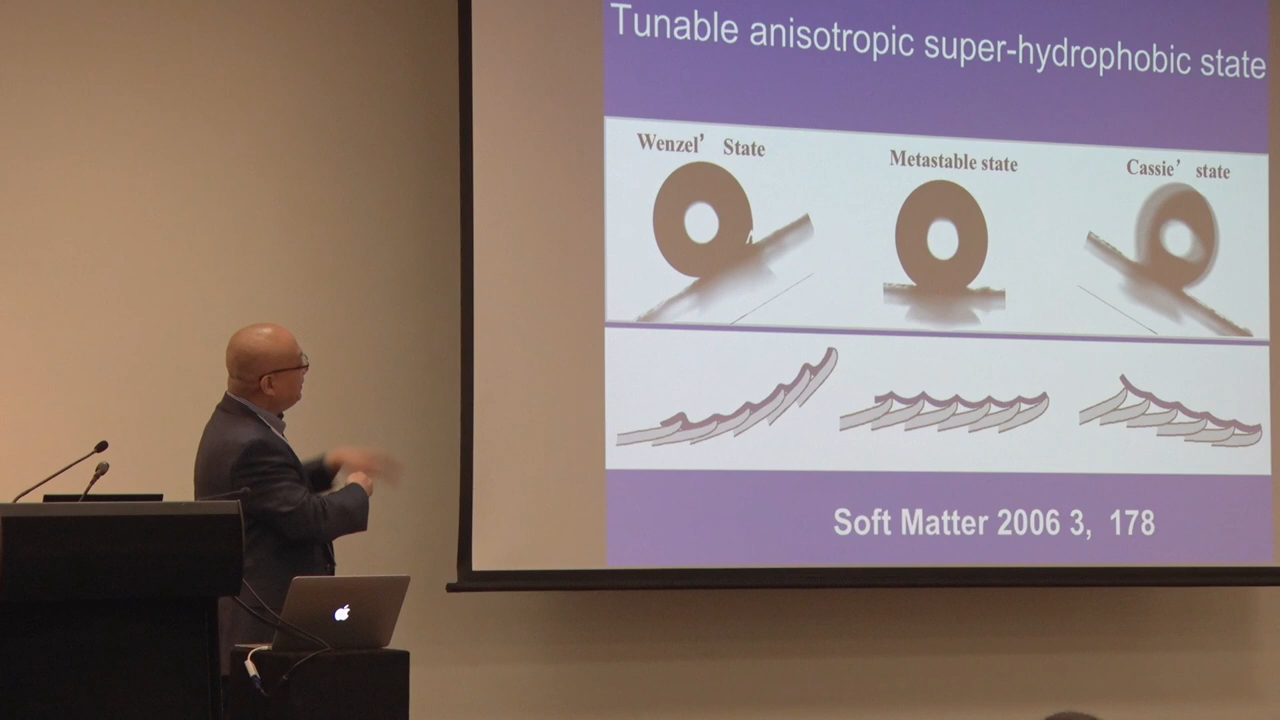 Tunable anisotropic super-hydrophobic state
Wenzel’ State
Metastable state
Cassie’ state
Soft Matter 2006 3, 178